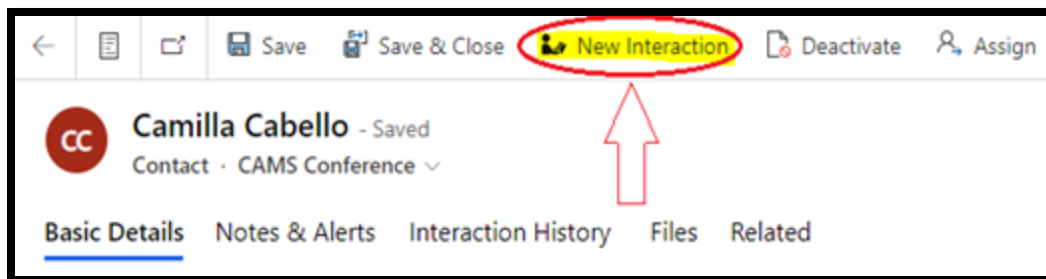 Save Save & Close New Interaction Deactivate Assign
CC Camilla Cabello - Saved
Contact · CAMS Conference
Basic Details Notes & Alerts Interaction History Files Related